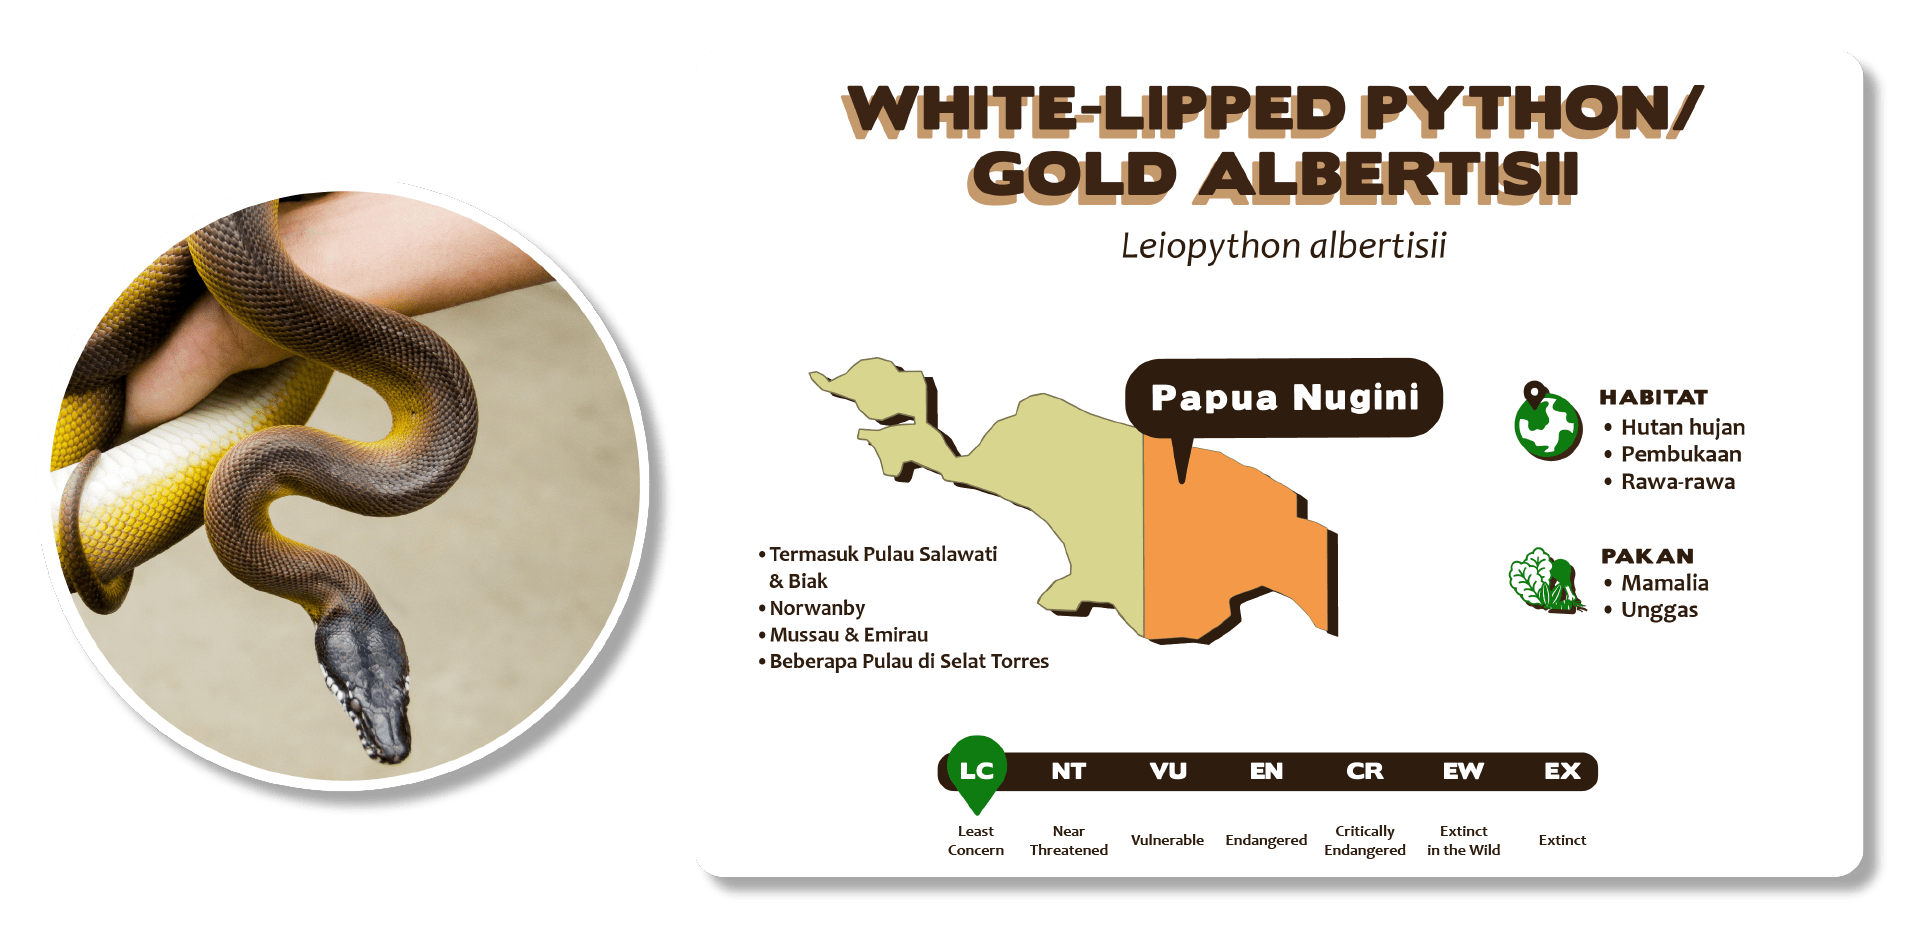 WHITE-LIPPED PYTHON/
GOLD ALBERTISII
Leiopython albertisii
Papua Nugini
• Termasuk Pulau Salawati
& Biak
• Norwanby
• Mussau & Emirau
• Beberapa Pulau di Selat Torres
HABITAT
• Hutan hujan
• Pembukaan
• Rawa-rawa
PAKAN
• Mamalia
• Unggas
LC NT VU EN CR EW EX
Least Concern
Near Threatened
Vulnerable
Endangered
Critically Endangered
Extinct in the Wild
Extinct